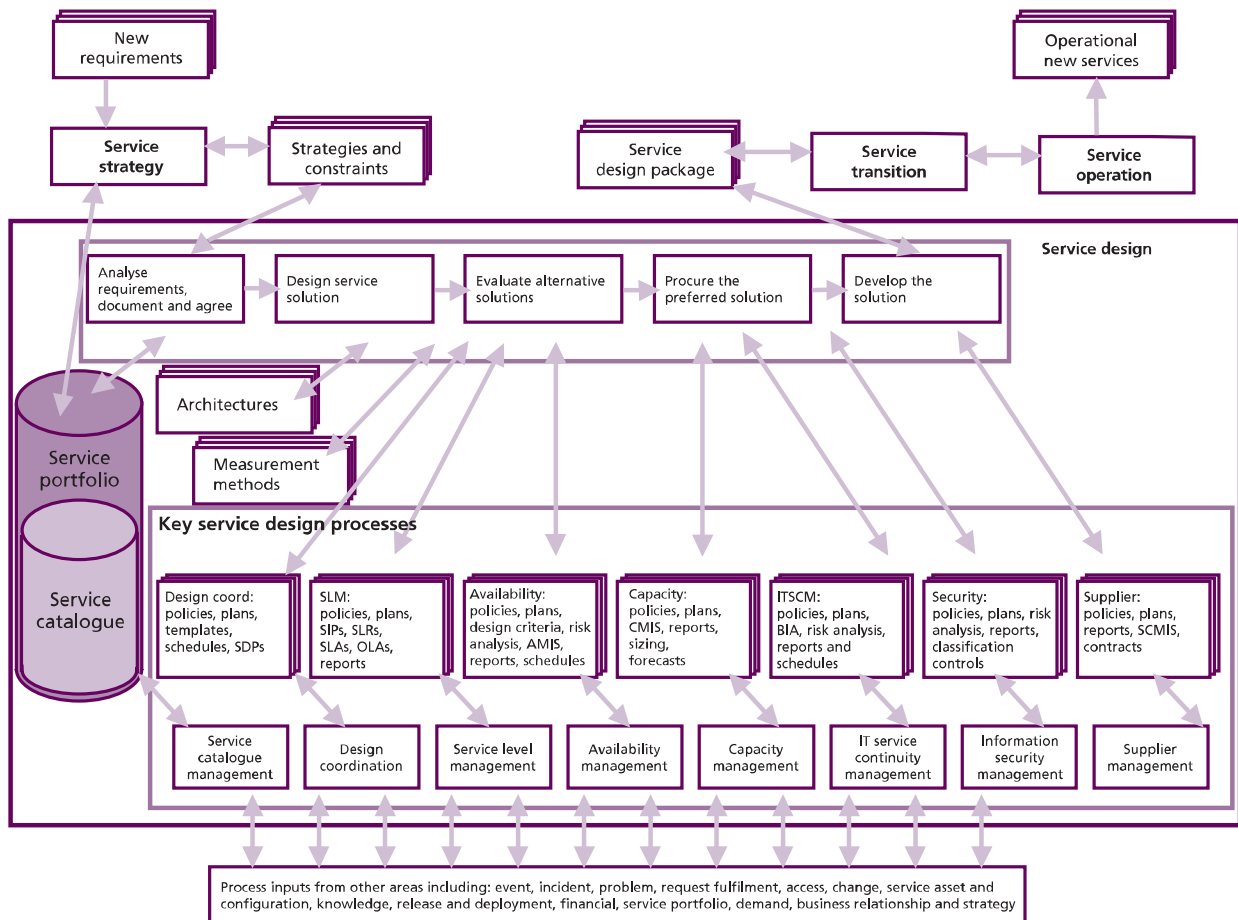 New
requirements
Operational
new services
Service
strategy
Strategies and
constraints
Service
design package
Service
transition
Service
operation
Service design
Analyse
requirements,
document and agree
Design service
solution
Evaluate alternative
solutions
Procure the
preferred solution
Develop the
solution
Architectures
Measurement
methods
Service
portfolio
Service
catalogue
Key service design processes
Design coord:
policies, plans,
templates,
schedules, SDPs
SLM:
policies, plans,
SIPs, SLRs,
SLAs, OLAs,
reports
Availability:
policies, plans,
design criteria, risk
analysis, AMIS,
reports, schedules
Capacity:
policies, plans,
CMIS, reports,
sizing,
forecasts
ITSCM:
policies, plans,
BIA, risk analysis,
reports and
schedules
Security:
policies, plans, risk
analysis, reports,
classification
controls
Supplier:
policies, plans,
reports, SCMIS,
contracts
Service
catalogue
management
Design
coordination
Service level
management
Availability
management
Capacity
management
IT service
continuity
management
Information
security
management
Supplier
management
Process inputs from other areas including: event, incident, problem, request fulfilment, access, change, service asset and
configuration, knowledge, release and deployment, financial, service portfolio, demand, business relationship and strategy